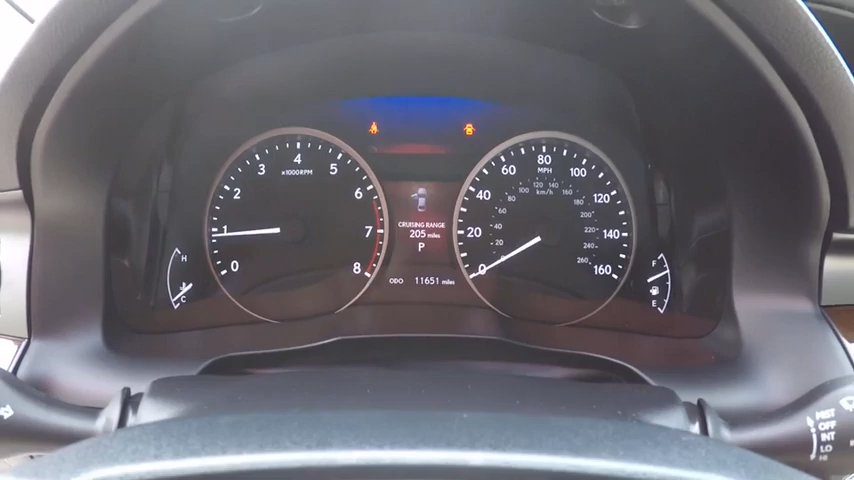 4
3
5
×1000RPM
2
6
1
7
0
8
CRUISING RANGE
205 miles
P
ODO 11651 miles
80
MPH
60
100
40
120
20
140
0
160
120 140
100 160
km/h
80 180
60 200
40 220
20 240
0 260
H
C
F
E
MIST
OFF
INT
LO
HI